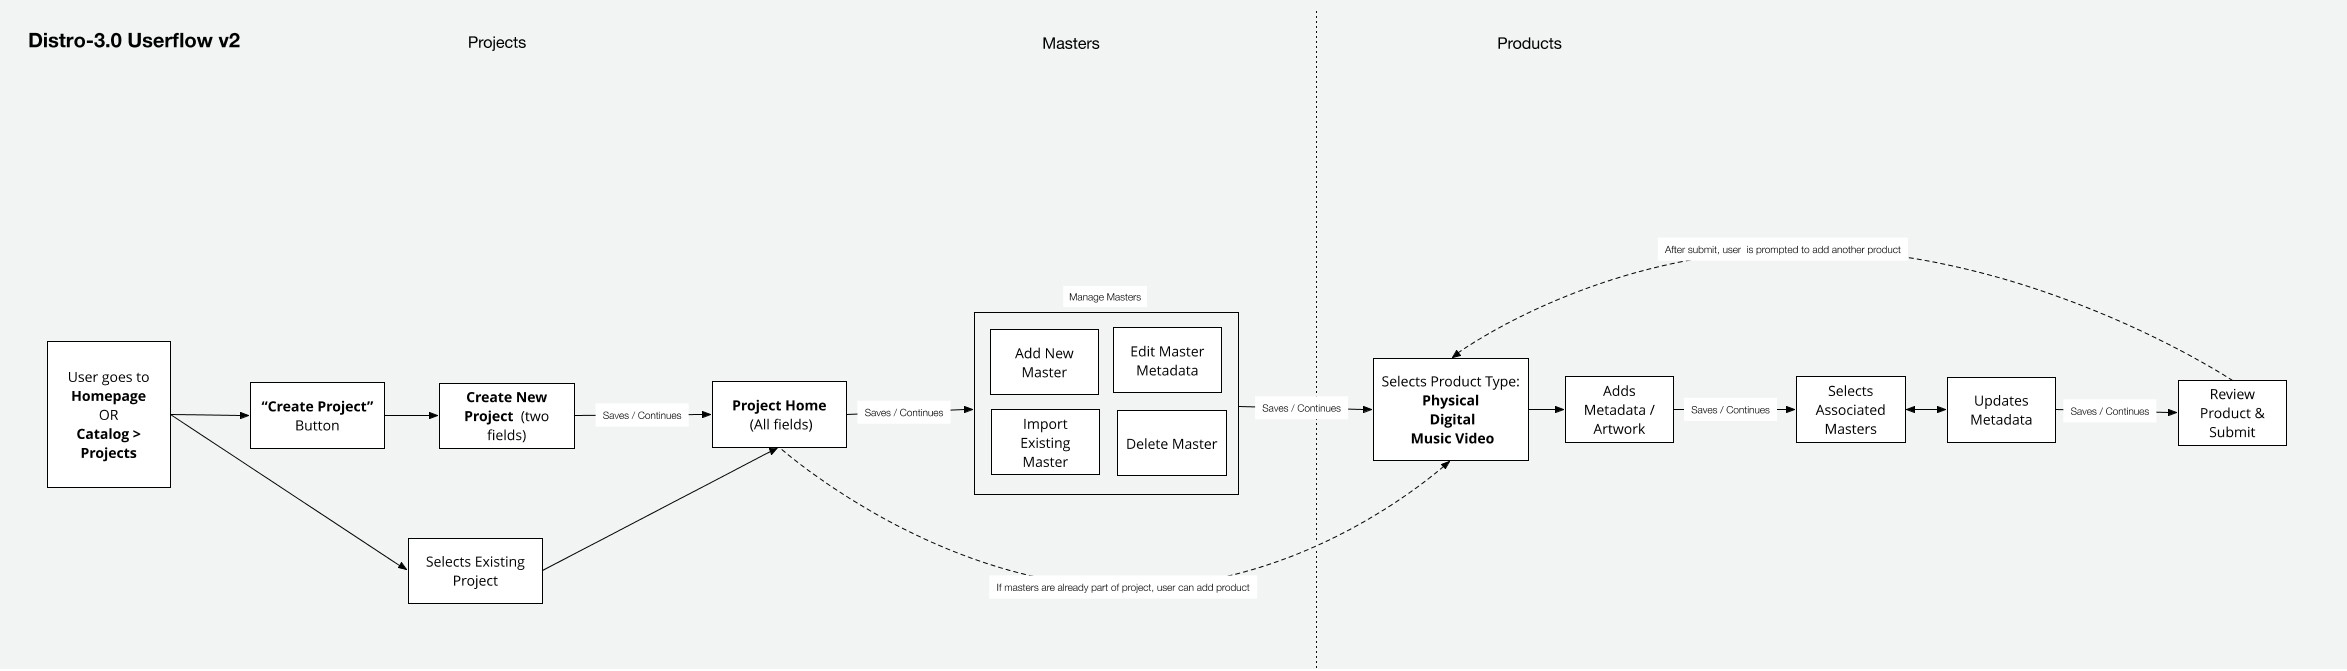 Distro-3.0 Userflow v2
Projects
Masters
Products
User goes to
Homepage
OR
Catalog >
Projects
“Create Project”
Button
Create New
Project (two
fields)
Saves / Continues
Selects Existing
Project
Project Home
(All fields)
Saves / Continues
Manage Masters
Add New
Master
Edit Master
Metadata
Import
Existing
Master
Delete Master
If masters are already part of project, user can add product
Saves / Continues
Selects Product Type:
Physical
Digital
Music Video
Adds
Metadata /
Artwork
Saves / Continues
Selects
Associated
Masters
Updates
Metadata
Saves / Continues
Review
Product &
Submit
After submit, user is prompted to add another product